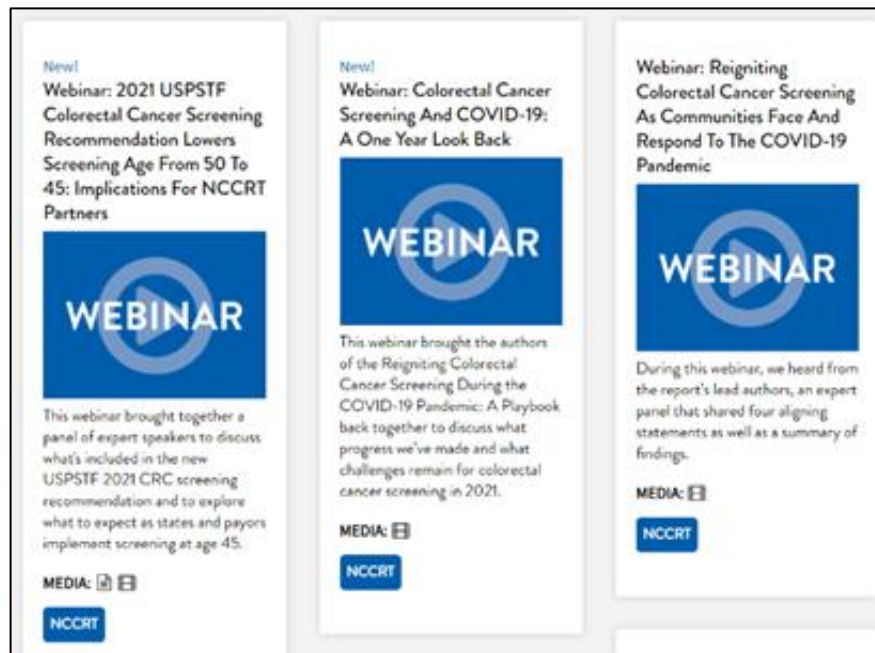 New!
Webinar: 2021 USPSTF
Colorectal Cancer Screening
Recommendation Lowers
Screening Age From 50 To
45: Implications For NCCRT
Partners
WEBINAR
This webinar brought together a
panel of expert speakers to discuss
what's included in the new
USPSTF 2021 CRC screening
recommendation and to explore
what to expect as states and payors
implement screening at age 45.
MEDIA:
NCCRT
New!
Webinar: Colorectal Cancer
Screening And COVID-19:
A One Year Look Back
WEBINAR
This webinar brought the authors
of the Reigniting Colorectal
Cancer Screening During the
COVID-19 Pandemic: A Playbook
back together to discuss what
progress we've made and what
challenges remain for colorectal
cancer screening in 2021.
MEDIA:
NCCRT
Webinar: Reigniting
Colorectal Cancer Screening
As Communities Face And
Respond To The COVID-19
Pandemic
WEBINAR
During this webinar, we heard from
the report's lead authors, an expert
panel that shared four aligning
statements as well as a summary of
findings.
MEDIA:
NCCRT